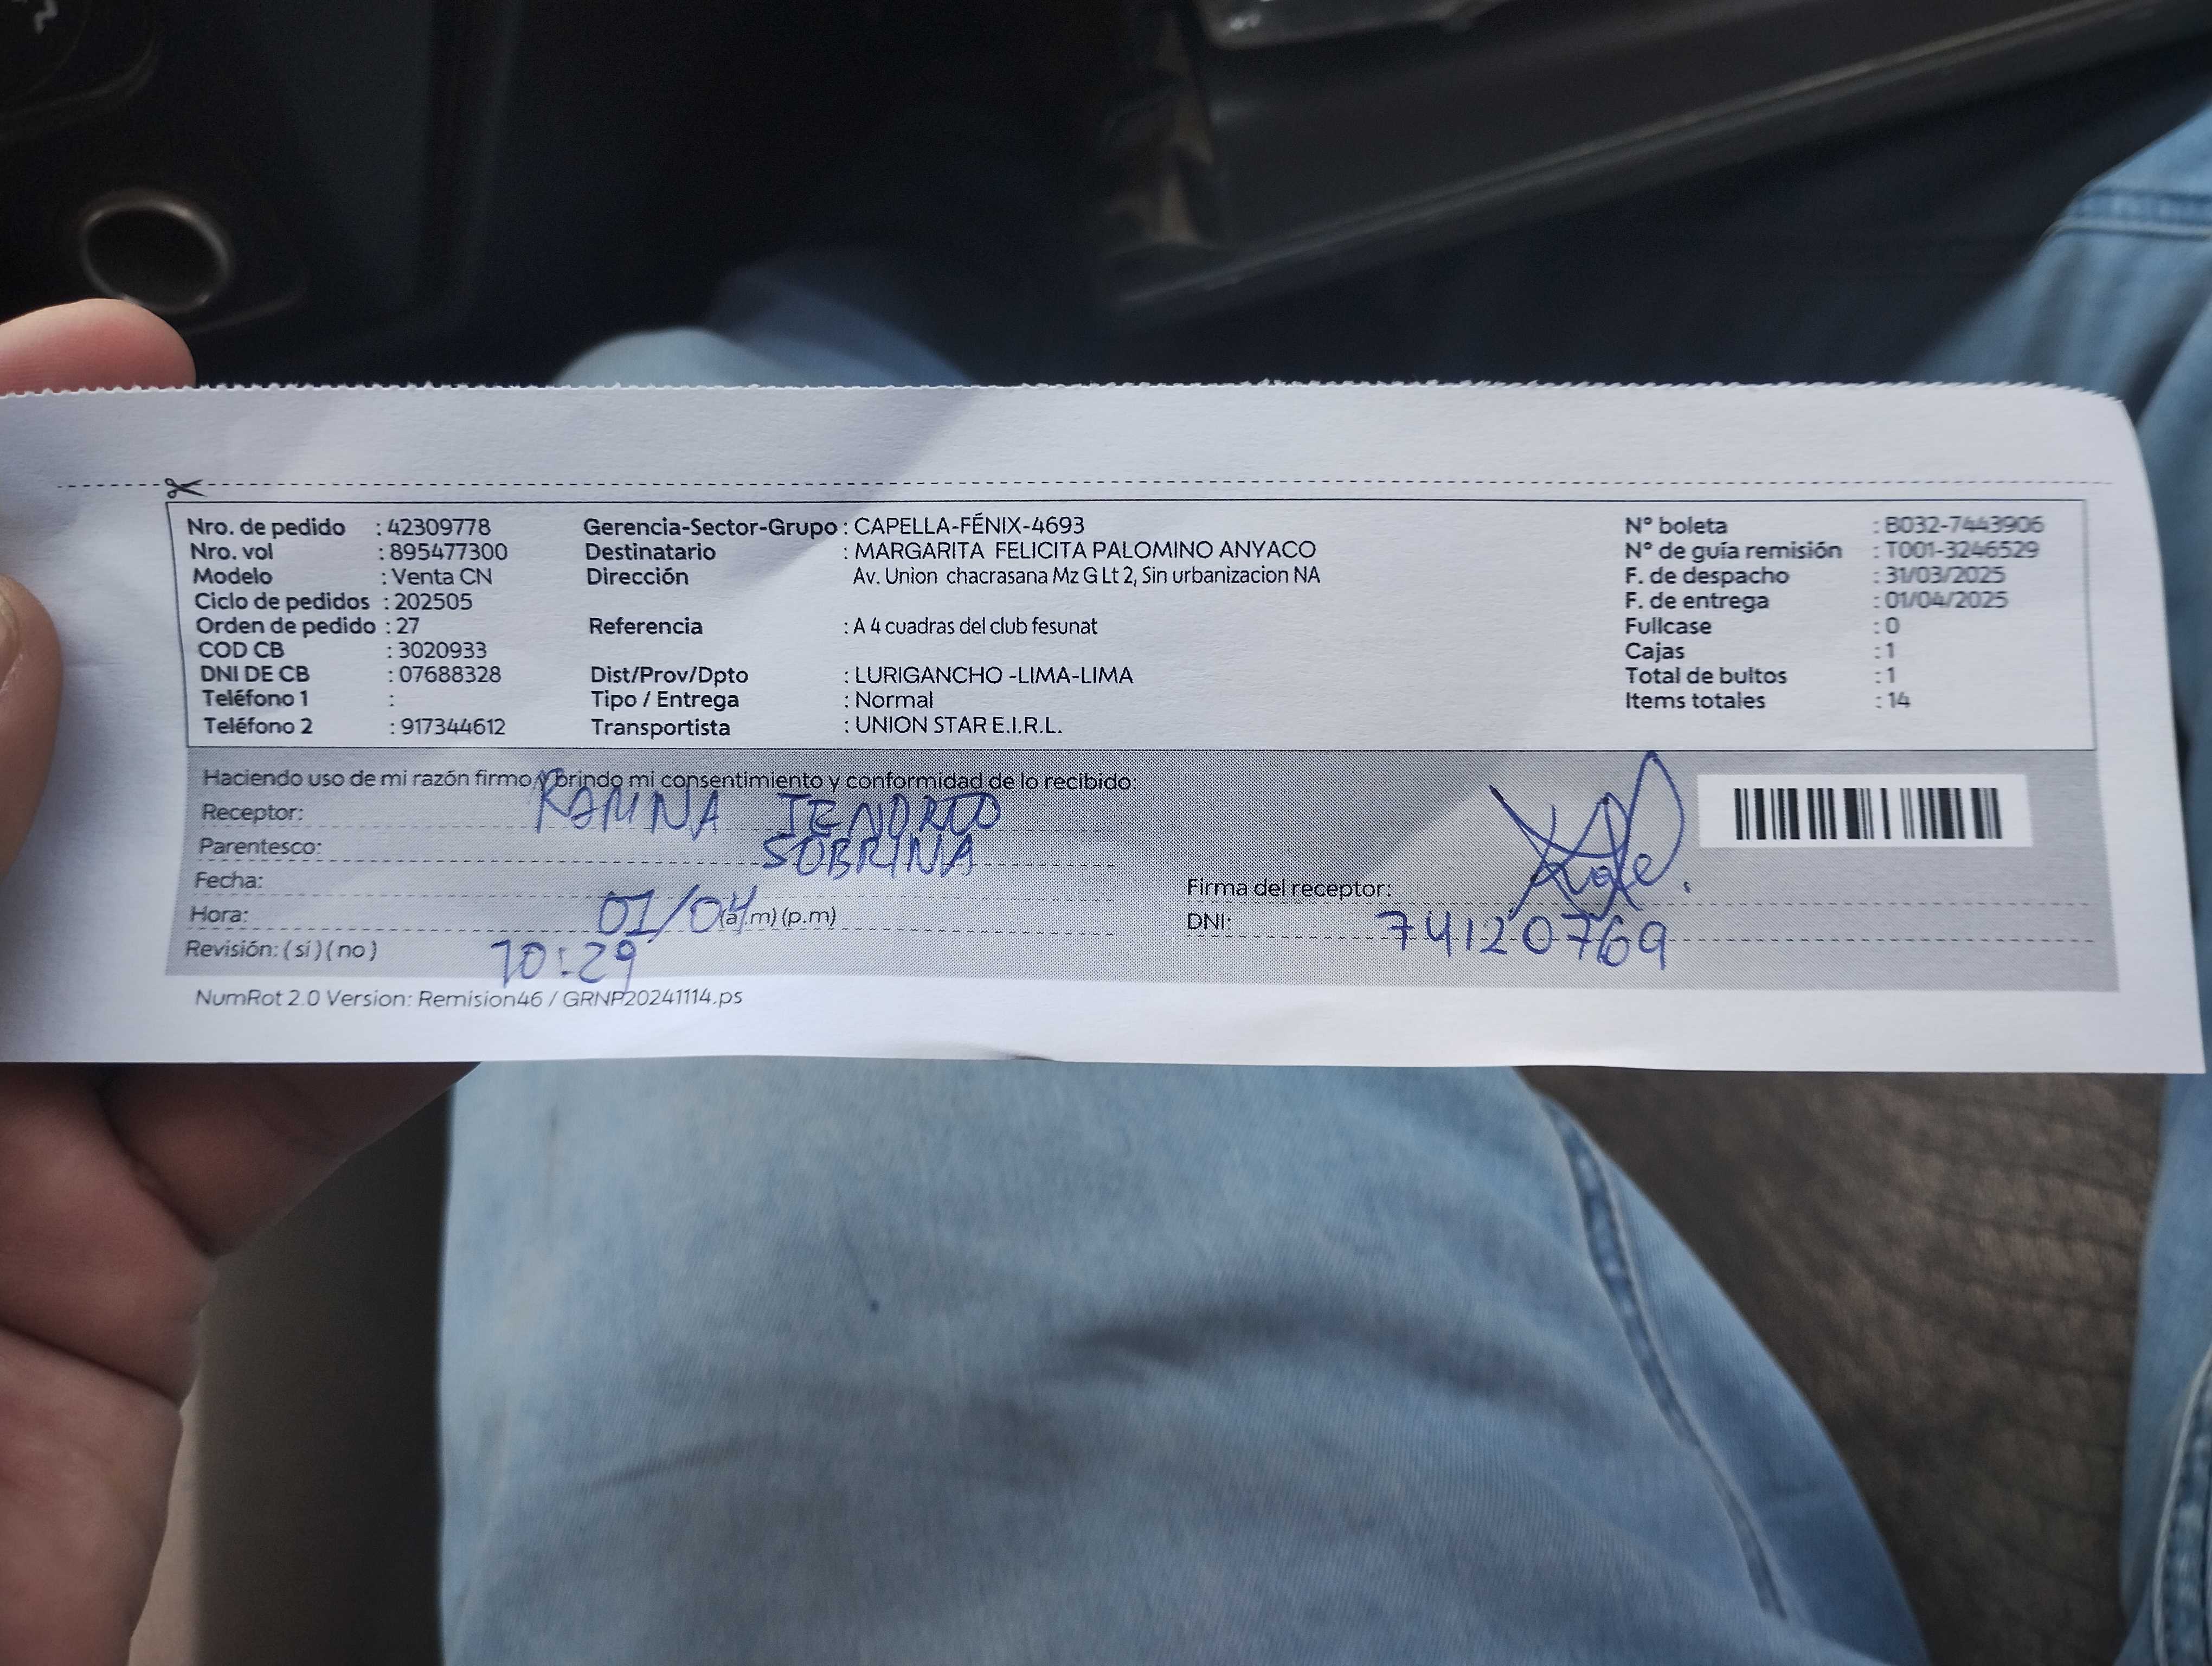 Nro. de pedido : 42309778 Gerencia-Sector-Grupo : CAPELLA-FÉNIX-4693 N° boleta : B032-7443906
Nro. vol : 895477300 Destinatario : MARGARITA FELICITA PALOMINO ANYACO N° de guía remisión : T001-3246529
Modelo : Venta CN Dirección Av. Union chacrasana Mz G Lt 2, Sin urbanizacion NA F. de despacho : 31/03/2025
Ciclo de pedidos : 202505 F. de entrega : 01/04/2025
Orden de pedido : 27 Referencia : A 4 cuadras del club fesunat Fullcase : 0
COD CB : 3020933 Cajas : 1
DNI DE CB : 07688328 Dist/Prov/Dpto : LURIGANCHO -LIMA-LIMA Total de bultos : 1
Teléfono 1 : Tipo / Entrega : Normal Items totales : 14
Teléfono 2 : 917344612 Transportista : UNION STAR E.I.R.L.
Haciendo uso de mi razón firmo y brindo mi consentimiento y conformidad de lo recibido:
Receptor: KARINA TENORIO
Parentesco: SOBRINA
Fecha: 01/04 Firma del receptor:
Hora: (a.m) (p.m) DNI: 74120769
Revisión: ( si ) ( no ) 10:29
NumRot 2.0 Version: Remision46 / GRNP20241114.ps